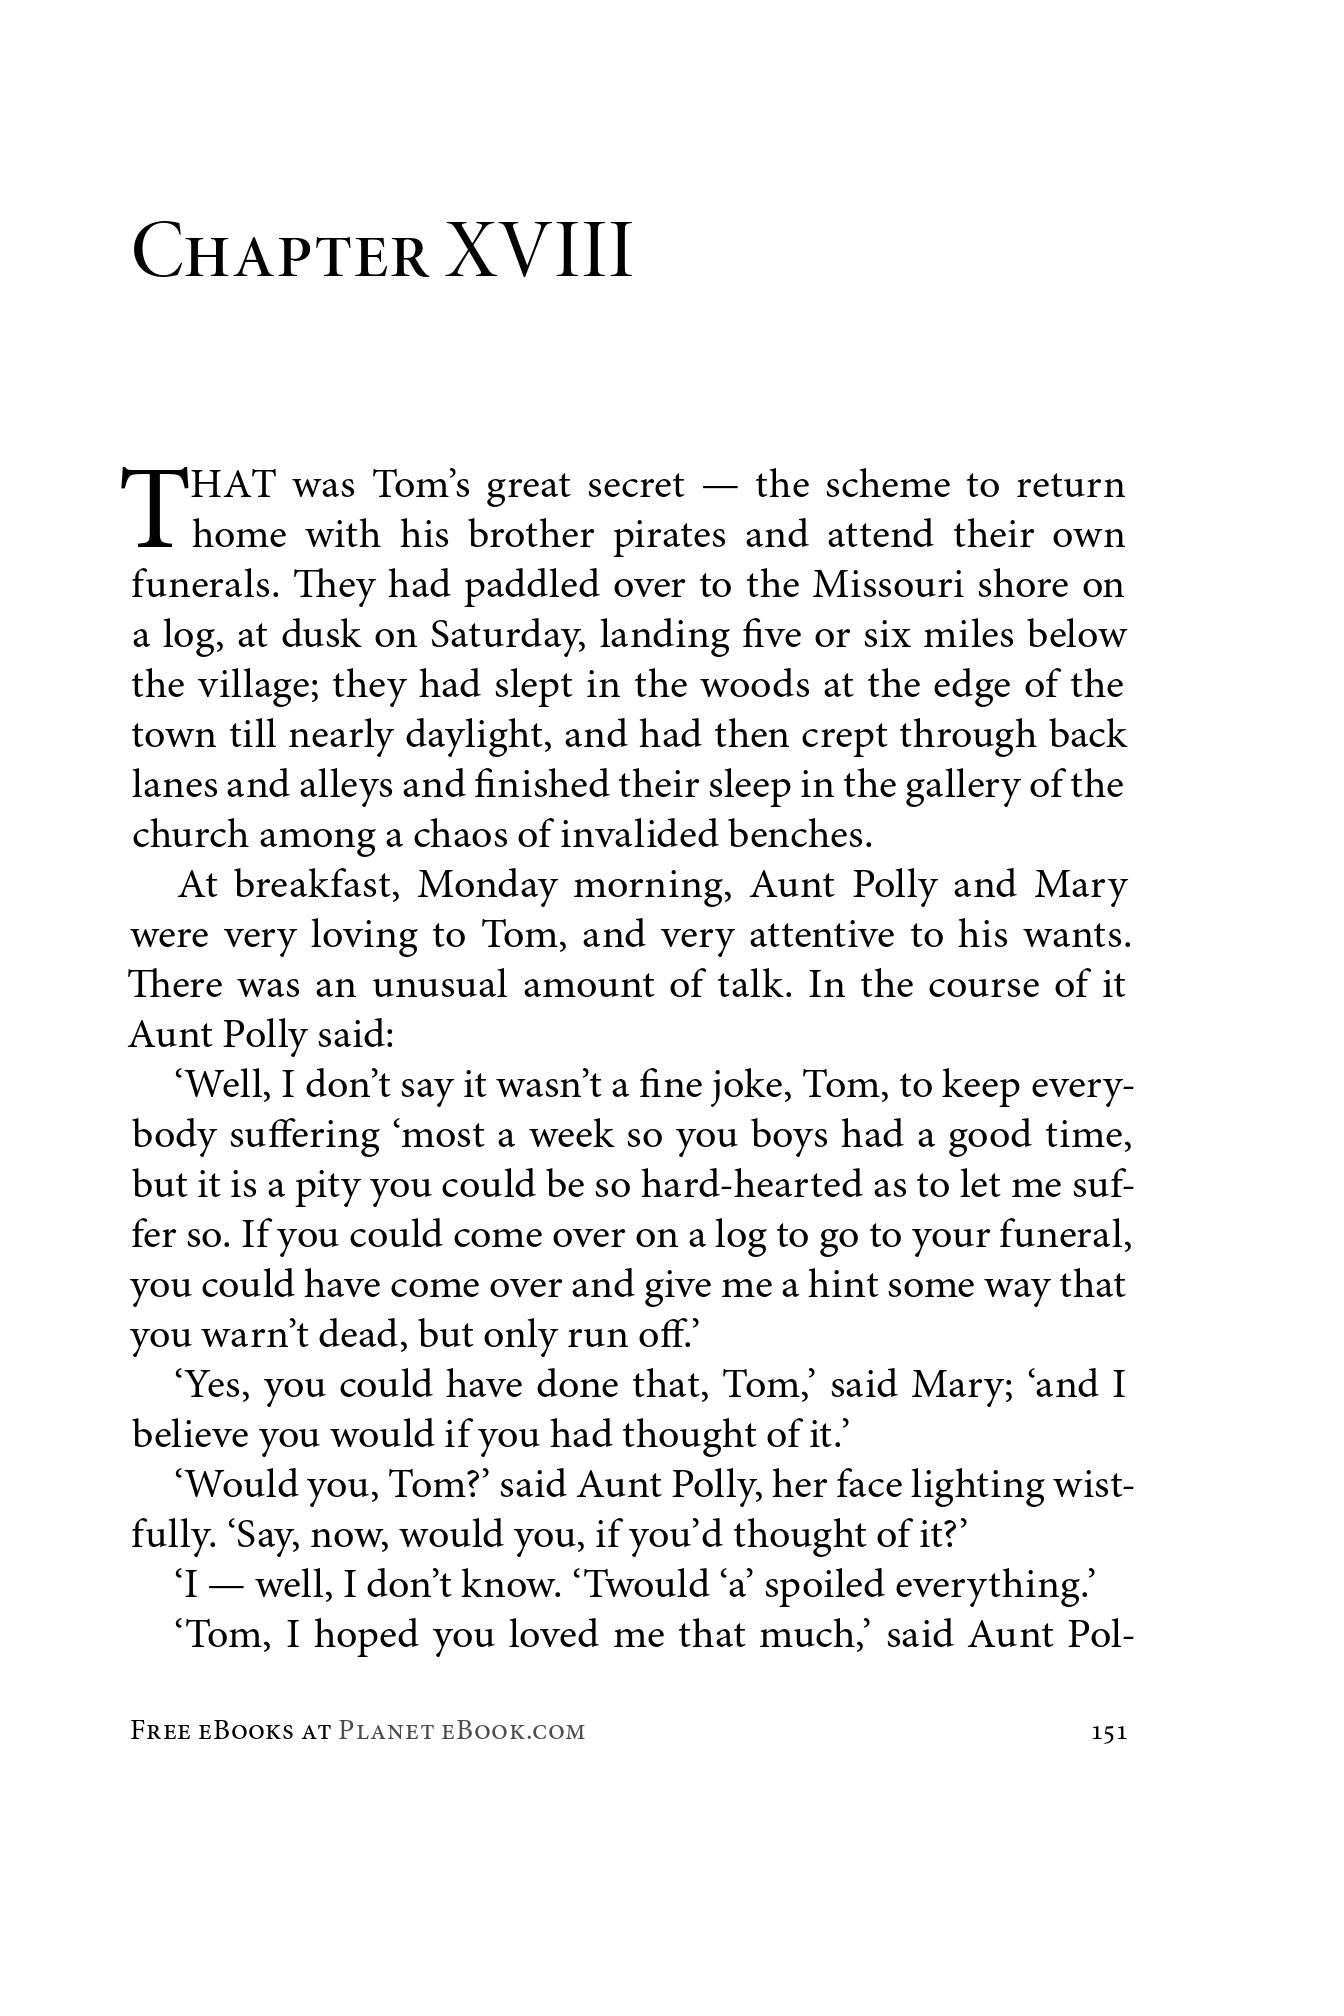 Chapter XVIII
THAT was Tom’s great secret — the scheme to return
home with his brother pirates and attend their own
funerals. They had paddled over to the Missouri shore on
a log, at dusk on Saturday, landing five or six miles below
the village; they had slept in the woods at the edge of the
town till nearly daylight, and had then crept through back
lanes and alleys and finished their sleep in the gallery of the
church among a chaos of invalided benches.
At breakfast, Monday morning, Aunt Polly and Mary
were very loving to Tom, and very attentive to his wants.
There was an unusual amount of talk. In the course of it
Aunt Polly said:
‘Well, I don’t say it wasn’t a fine joke, Tom, to keep every-
body suffering ‘most a week so you boys had a good time,
but it is a pity you could be so hard-hearted as to let me suf-
fer so. If you could come over on a log to go to your funeral,
you could have come over and give me a hint some way that
you warn’t dead, but only run off.’
‘Yes, you could have done that, Tom,’ said Mary; ‘and I
believe you would if you had thought of it.’
‘Would you, Tom?’ said Aunt Polly, her face lighting wist-
fully. ‘Say, now, would you, if you’d thought of it?’
‘I — well, I don’t know. ‘Twould ‘a’ spoiled everything.’
‘Tom, I hoped you loved me that much,’ said Aunt Pol-
Free eBooks at Planet eBook.com 151